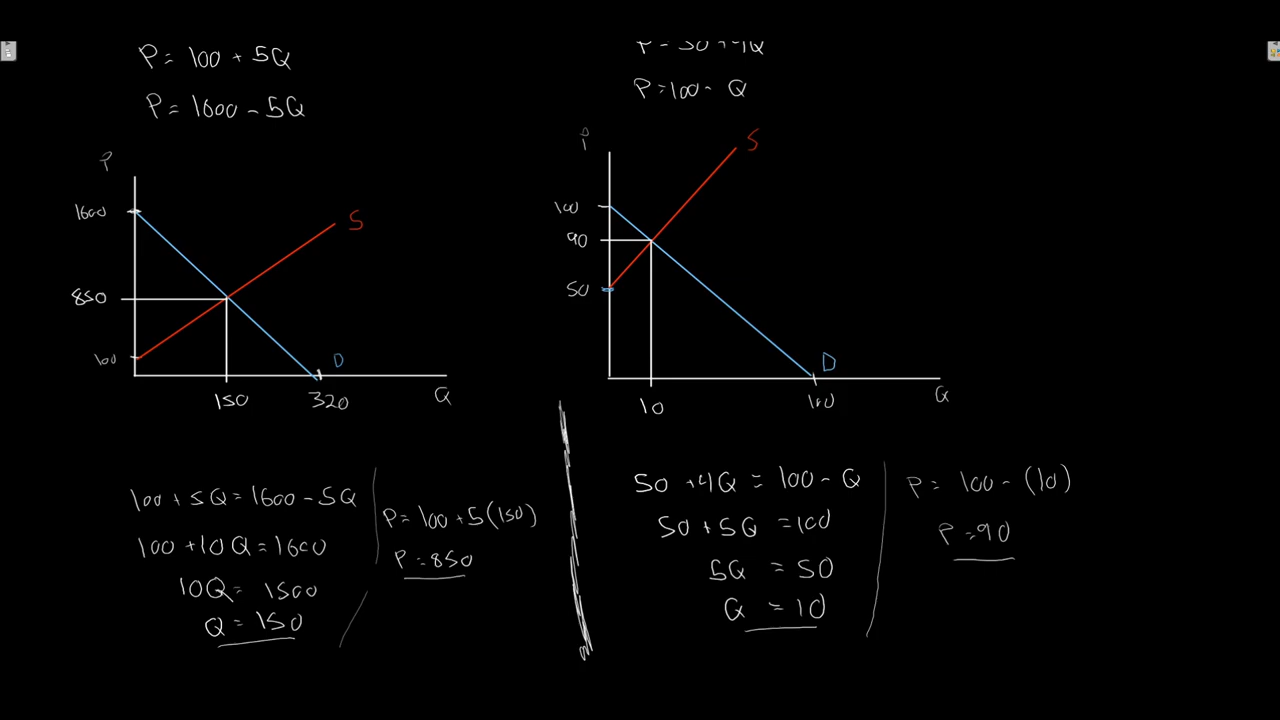 P = 100 + 5Q
P = 1600 - 5Q
P
1600
S
850
100
D
150
320
Q
P = 50 + 4Q
P = 100 - Q
P
S
100
90
50
D
10
100
Q
100 + 5Q = 1600 - 5Q
100 + 10Q = 1600
10Q = 1500
Q = 150
P = 100 + 5(150)
P = 850
50 + 4Q = 100 - Q
50 + 5Q = 100
5Q = 50
Q = 10
P = 100 - (10)
P = 90